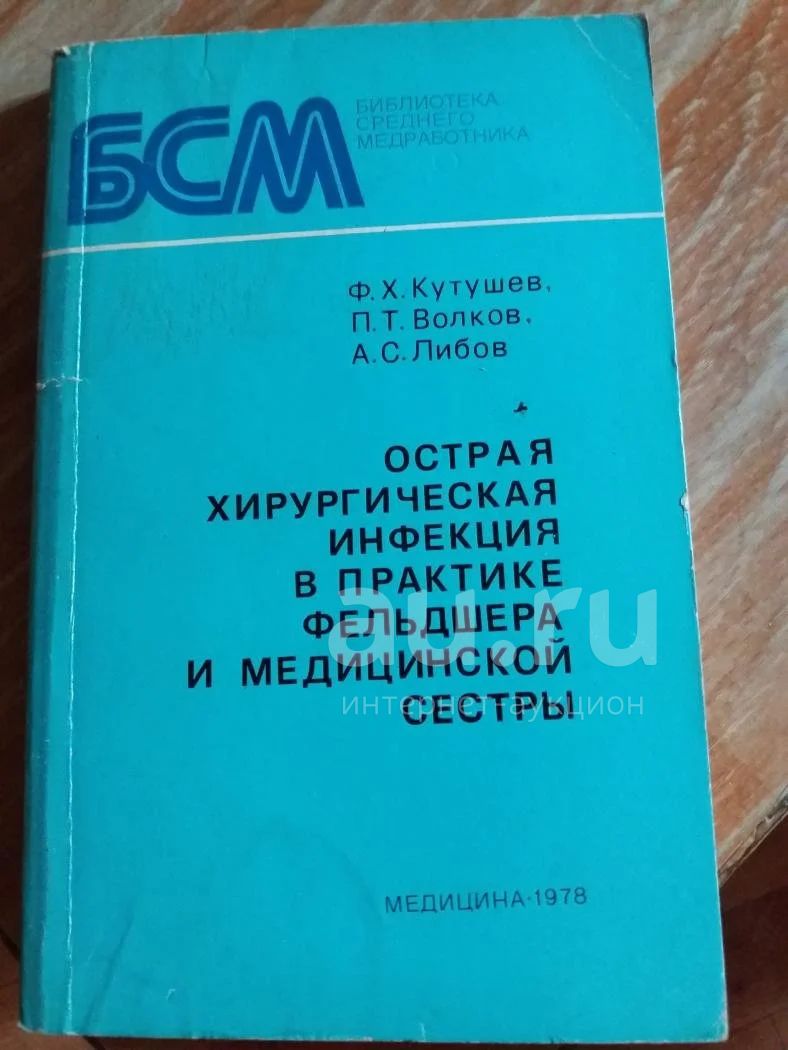 БСМ
БИБЛИОТЕКА
СРЕДНЕГО
МЕДРАБОТНИКА
Ф. Х. Кутушев,
П. Т. Волков,
А. С. Либов
ОСТРАЯ
ХИРУРГИЧЕСКАЯ
ИНФЕКЦИЯ
В ПРАКТИКЕ
ФЕЛЬДШЕРА
И МЕДИЦИНСКОЙ
СЕСТРЫ
au.ru
интернет-аукцион
МЕДИЦИНА·1978